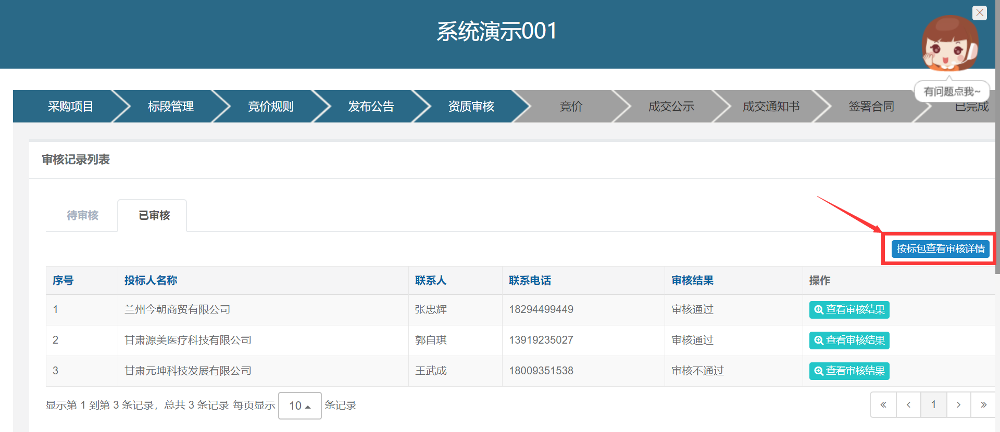 系统演示001
有问题点我~
采购项目 标段管理 竞价规则 发布公告 资质审核 竞价 成交公示 成交通知书 签署合同 已完成
审核记录列表
待审核 已审核
按标包查看审核详情
序号 投标人名称 联系人 联系电话 审核结果 操作
1 兰州今朝商贸有限公司 张忠辉 18294499449 审核通过 查看审核结果
2 甘肃源美医疗科技有限公司 郭自琪 13919235027 审核通过 查看审核结果
3 甘肃元坤科技发展有限公司 王武成 18009351538 审核不通过 查看审核结果
显示第 1 到第 3 条记录，总共 3 条记录 每页显示 10 条记录 « ‹ 1 › »